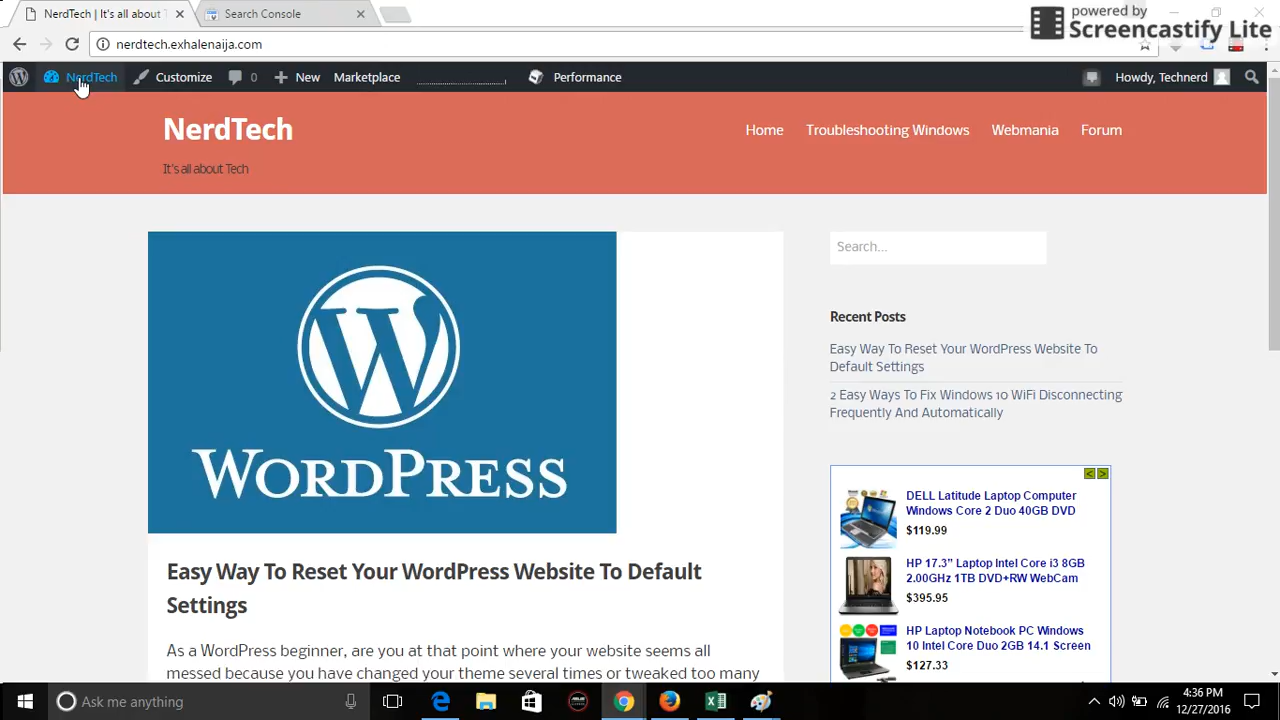 NerdTech | It's all about
Search Console
powered by
Screencastify Lite
nerdtech.exhalenaija.com
NerdTech
Customize
0
New
Marketplace
Performance
Howdy, Technerd
NerdTech
Home
Troubleshooting Windows
Webmania
Forum
It's all about Tech
WORDPRESS
Search...
Recent Posts
Easy Way To Reset Your WordPress Website To
Default Settings
2 Easy Ways To Fix Windows 10 WiFi Disconnecting
Frequently And Automatically
DELL Latitude Laptop Computer
Windows Core 2 Duo 40GB DVD
$119.99
HP 17.3” Laptop Intel Core i3 8GB
2.00GHz 1TB DVD+RW WebCam
$395.95
HP Laptop Notebook PC Windows
10 Intel Core Duo 2GB 14.1 Screen
$127.33
Easy Way To Reset Your WordPress Website To Default
Settings
As a WordPress beginner, are you at that point where your website seems all
messed because you have changed your theme several times or tweaked too many
Ask me anything
4:36 PM
12/27/2016